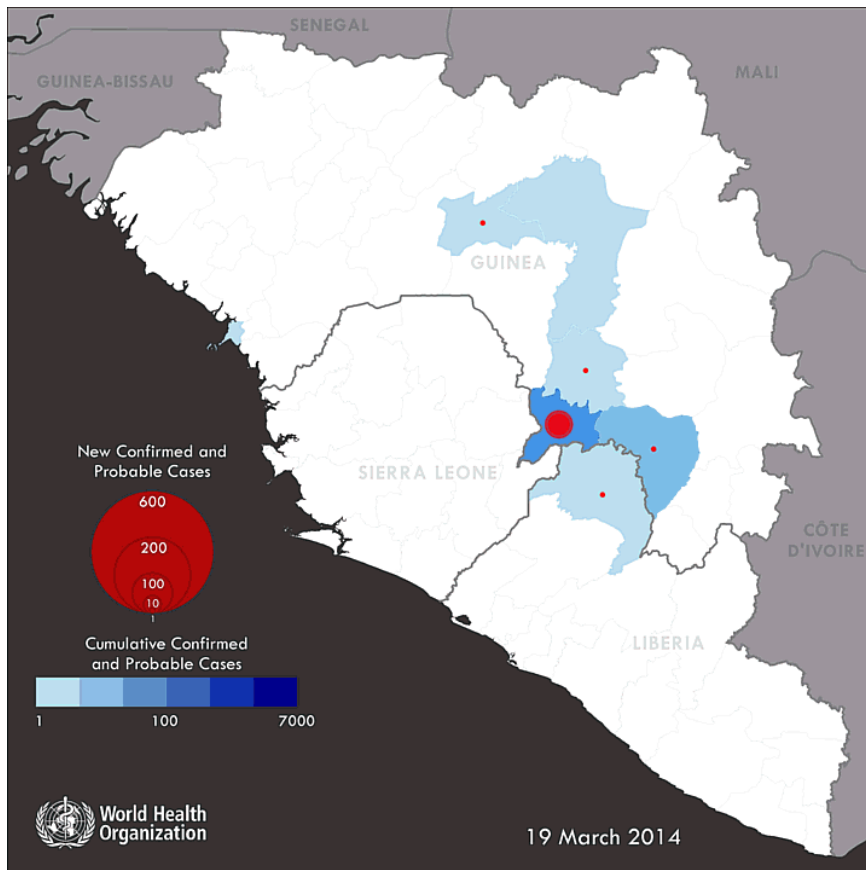 SENEGAL
GUINEA-BISSAU
MALI
GUINEA
SIERRA LEONE
CÔTE
D'IVOIRE
LIBERIA
New Confirmed and
Probable Cases
600
200
100
10
1
Cumulative Confirmed
and Probable Cases
1 100 7000
World Health
Organization
19 March 2014